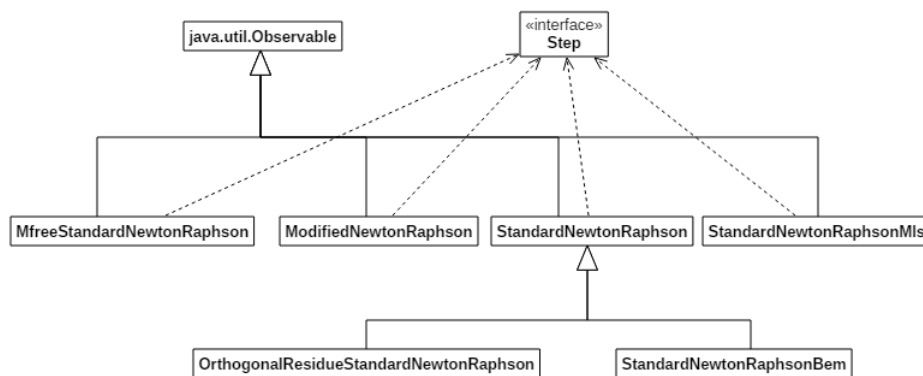 java.util.Observable
«interface»
Step
MfreeStandardNewtonRaphson
ModifiedNewtonRaphson
StandardNewtonRaphson
StandardNewtonRaphsonMls
OrthogonalResidueStandardNewtonRaphson
StandardNewtonRaphsonBem